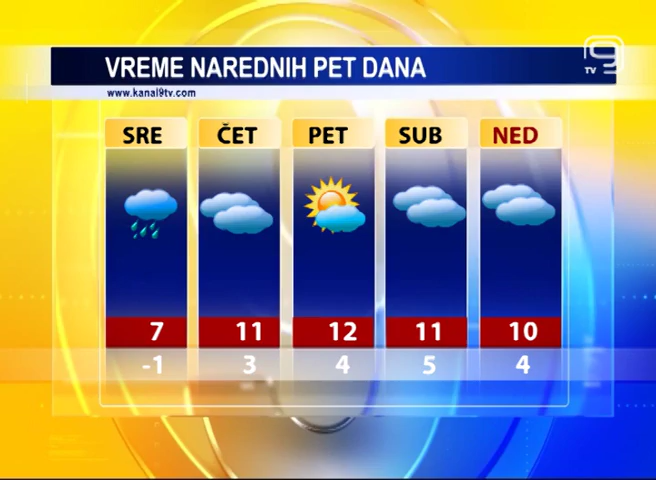 VREME NAREDNIH PET DANA
9
TV
www.kanal9tv.com
SRE ČET PET SUB NED
7 11 12 11 10
-1 3 4 5 4